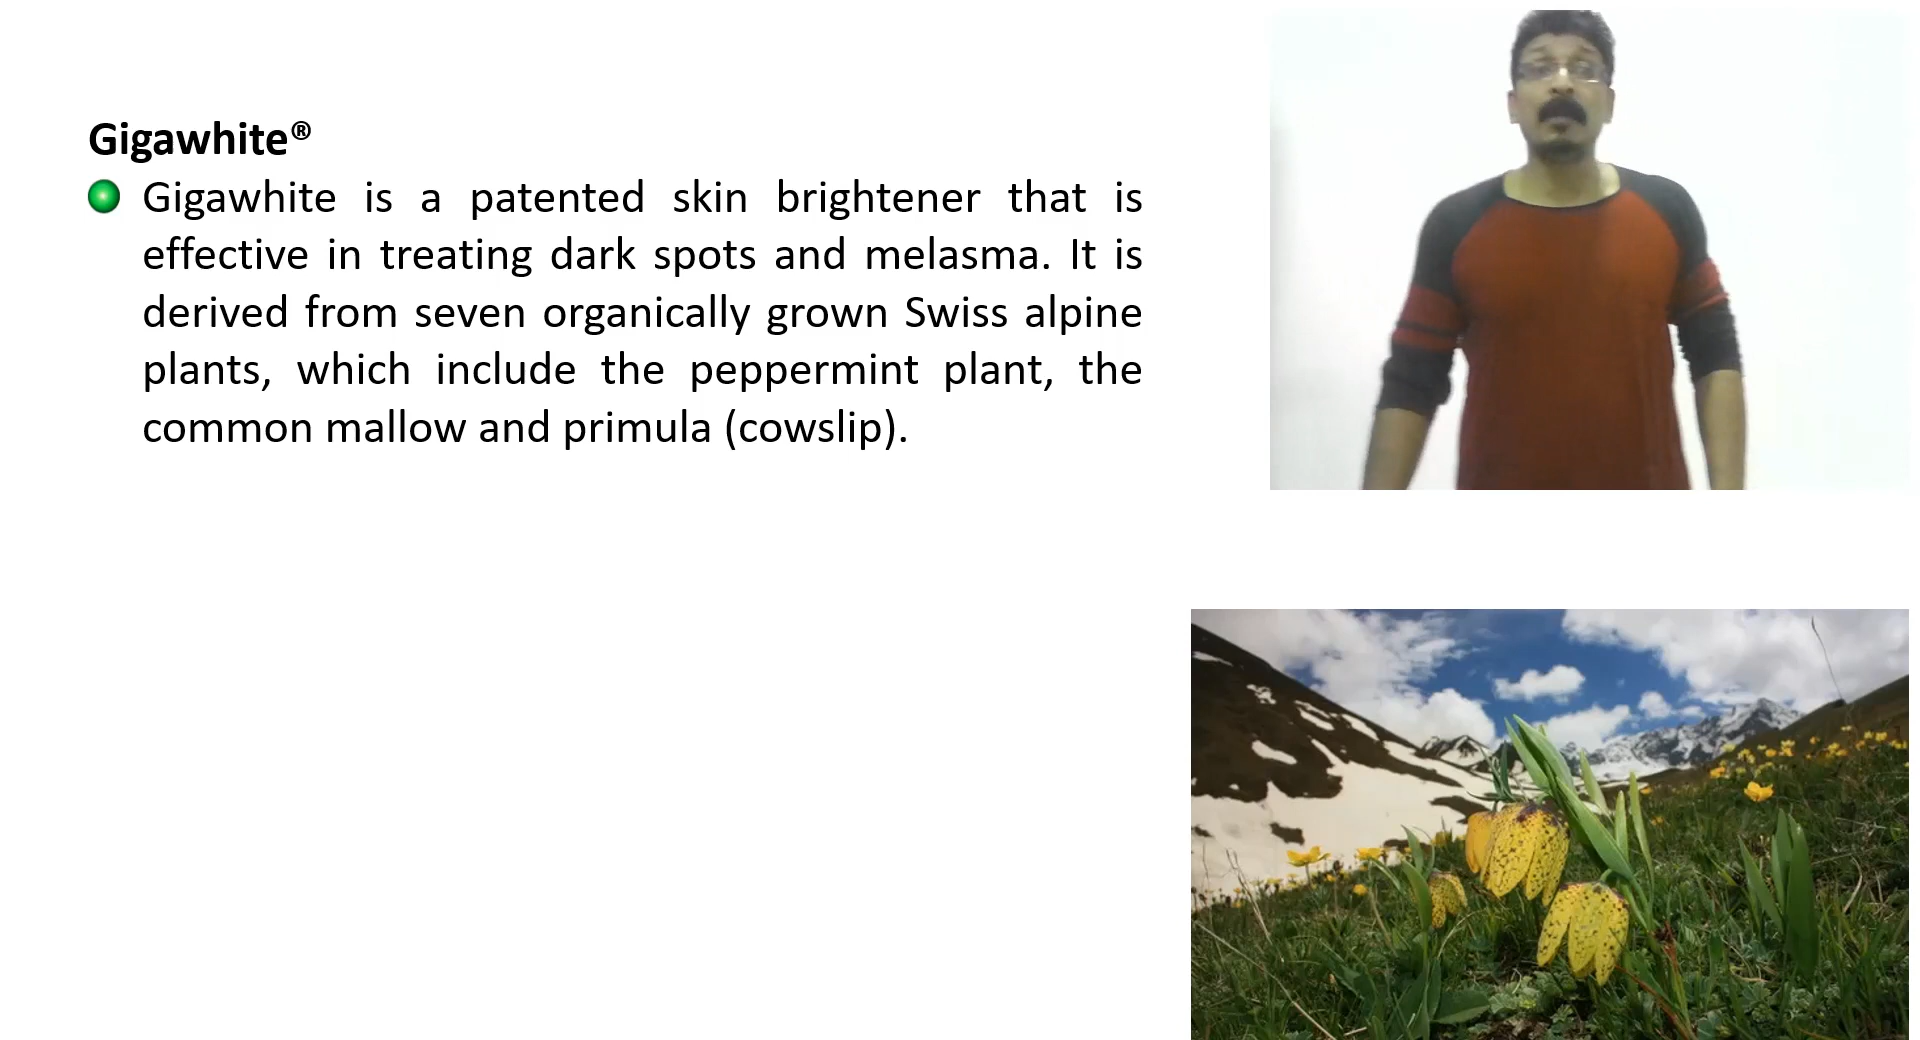 Gigawhite®
Gigawhite is a patented skin brightener that is
effective in treating dark spots and melasma. It is
derived from seven organically grown Swiss alpine
plants, which include the peppermint plant, the
common mallow and primula (cowslip).